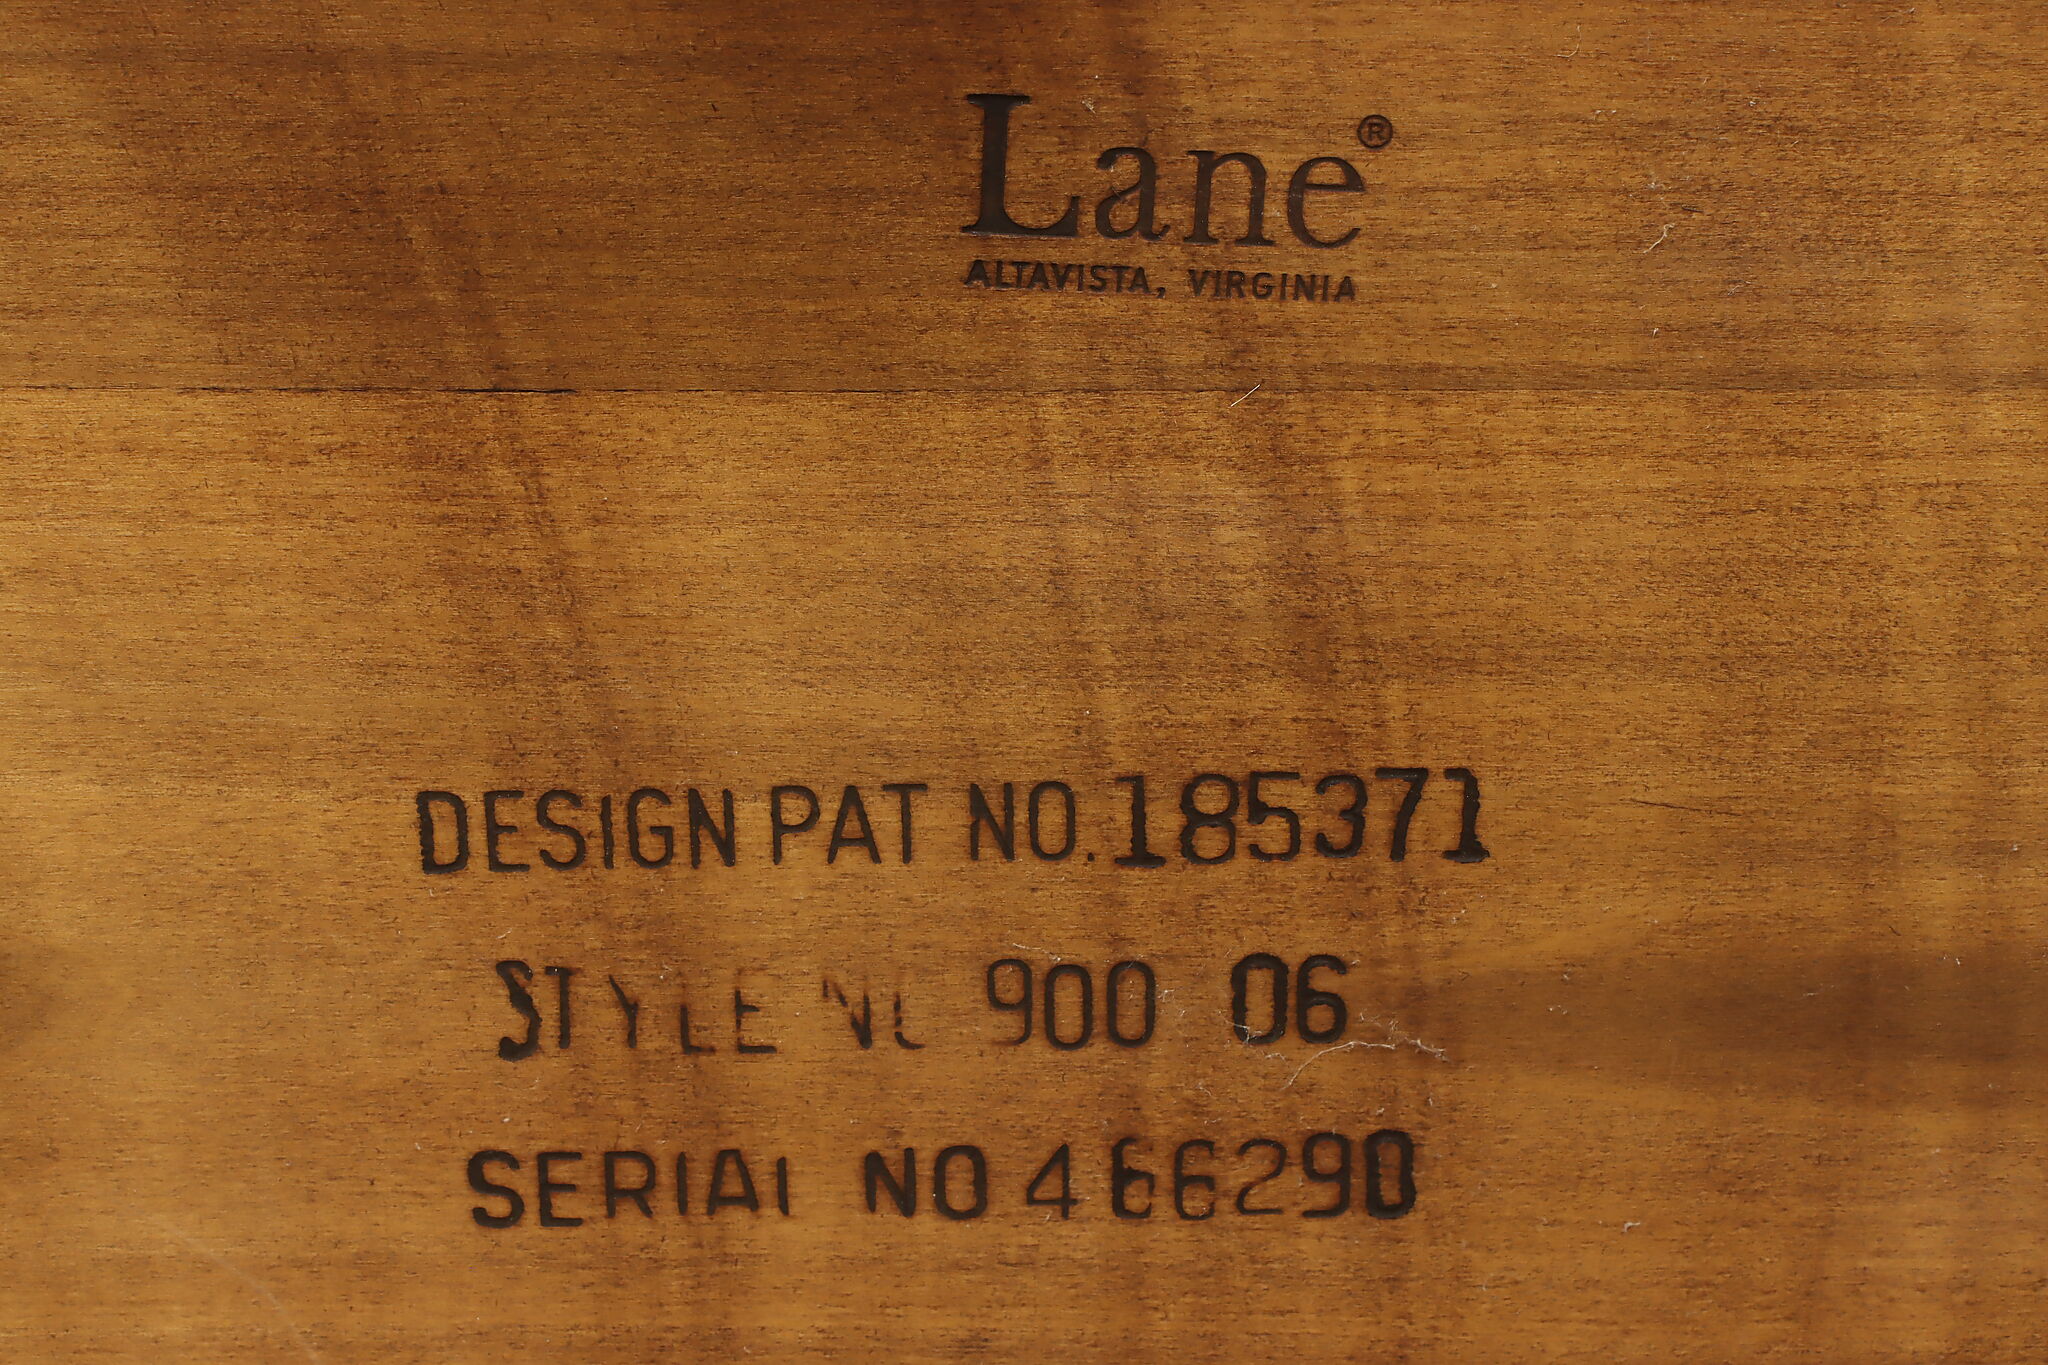 Lane®
ALTAVISTA, VIRGINIA
DESIGN PAT NO. 185371
STYLE NO 900 06
SERIAL NO 466290